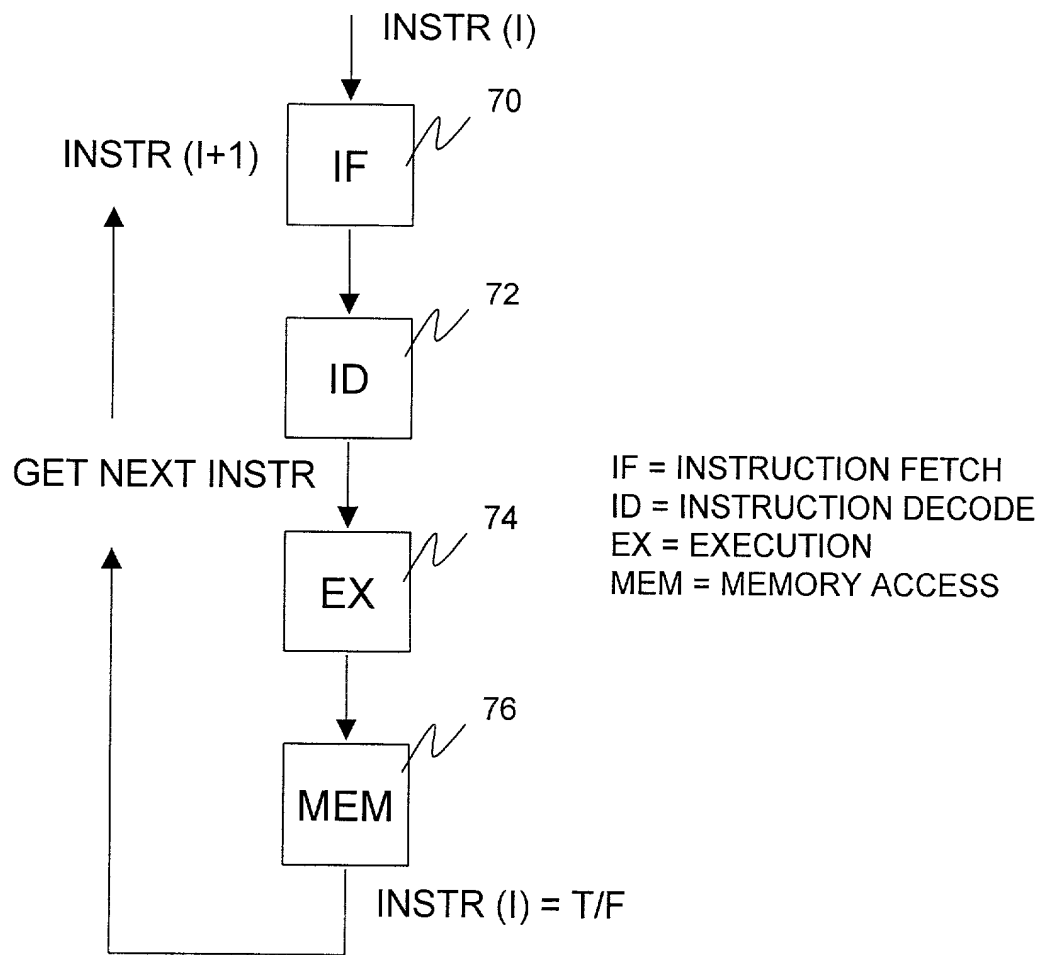 INSTR (I)
70
INSTR (I+1)
IF
72
ID
GET NEXT INSTR
74
EX
IF = INSTRUCTION FETCH
ID = INSTRUCTION DECODE
EX = EXECUTION
MEM = MEMORY ACCESS
76
MEM
INSTR (I) = T/F